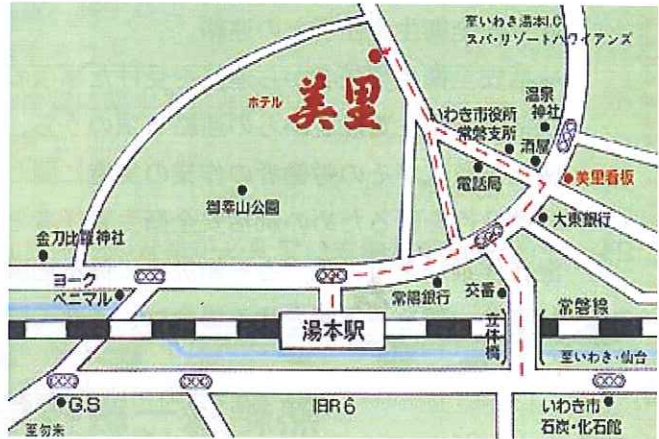 至いわき湯本I.C
スパ・リゾートハワイアンズ
ホテル 美里
温泉
神社
いわき市役所
常磐支所
酒屋
電話局
美里看板
御幸山公園
大東銀行
金刀比羅神社
ヨーク
ベニマル
常陽銀行
交番
常磐線
湯本駅
立体橋
至いわき・仙台
G.S
旧R6
いわき市
石炭・化石館
至勿来